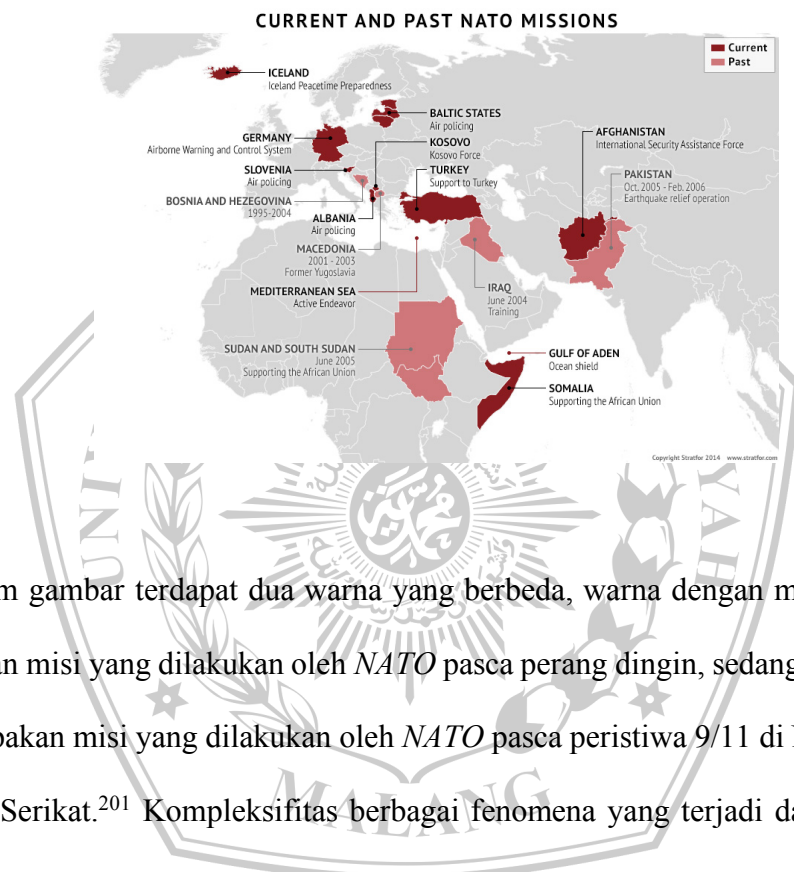 CURRENT AND PAST NATO MISSIONS
Current
Past
ICELAND
Iceland Peacetime Preparedness
BALTIC STATES
Air policing
GERMANY
Airborne Warning and Control System
KOSOVO
Kosovo Force
AFGHANISTAN
International Security Assistance Force
SLOVENIA
Air policing
TURKEY
Support to Turkey
PAKISTAN
Oct. 2005 - Feb. 2006
Earthquake relief operation
BOSNIA AND HEZEGOVINA
1995-2004
ALBANIA
Air policing
MACEDONIA
2001 - 2003
Former Yugoslavia
MEDITERRANEAN SEA
Active Endeavor
IRAQ
June 2004
Training
SUDAN AND SOUTH SUDAN
June 2005
Supporting the African Union
GULF OF ADEN
Ocean shield
SOMALIA
Supporting the African Union
Copyright Stratfor 2014 www.stratfor.com
m gambar terdapat dua warna yang berbeda, warna dengan m
an misi yang dilakukan oleh NATO pasca perang dingin, sedang
pakan misi yang dilakukan oleh NATO pasca peristiwa 9/11 di
Serikat.201 Kompleksifitas berbagai fenomena yang terjadi da
UNI
YAH
MALANG